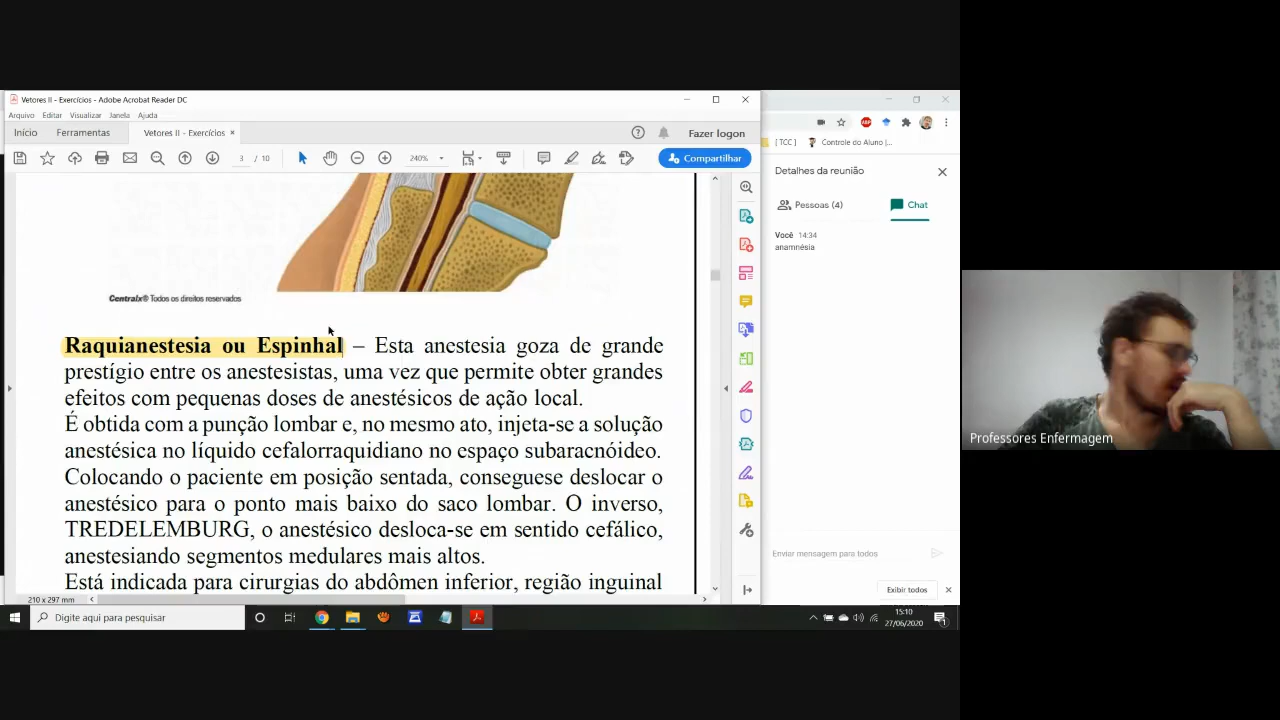 Vetores II - Exercícios - Adobe Acrobat Reader DC
Arquivo Editar Visualizar Janela Ajuda
Início Ferramentas Vetores II - Exercícios × Fazer logon
3 / 10 240% Compartilhar
Centralx® Todos os direitos reservados
Raquianestesia ou Espinhal – Esta anestesia goza de grande
prestígio entre os anestesistas, uma vez que permite obter grandes
efeitos com pequenas doses de anestésicos de ação local.
É obtida com a punção lombar e, no mesmo ato, injeta-se a solução
anestésica no líquido cefalorraquidiano no espaço subaracnóideo.
Colocando o paciente em posição sentada, conseguese deslocar o
anestésico para o ponto mais baixo do saco lombar. O inverso,
TREDELEMBURG, o anestésico desloca-se em sentido cefálico,
anestesiando segmentos medulares mais altos.
Está indicada para cirurgias do abdômen inferior, região inguinal
210 x 297 mm
ABP
[ TCC ] Controle do Aluno |...
Detalhes da reunião
Pessoas (4) Chat
Você 14:34
anamnésia
Enviar mensagem para todos
Exibir todos
Professores Enfermagem
Digite aqui para pesquisar
15:10
27/06/2020
1